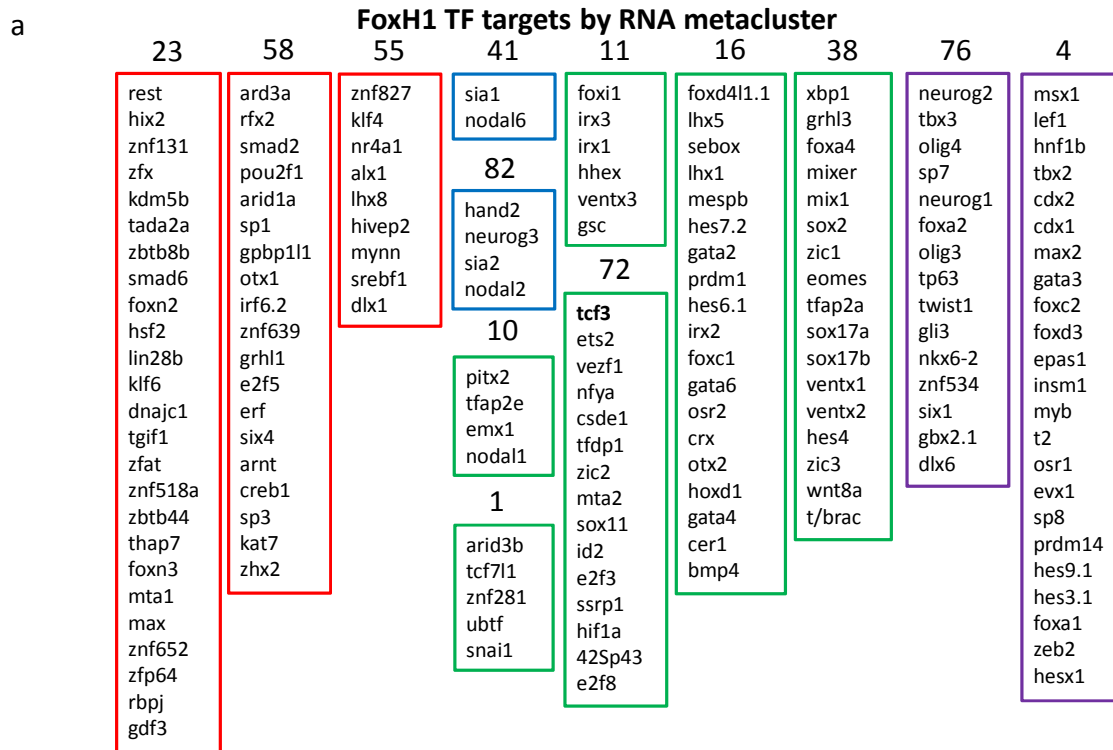 a
FoxH1 TF targets by RNA metacluster
23
rest
hix2
znf131
zfx
kdm5b
tada2a
zbtb8b
smad6
foxn2
hsf2
lin28b
klf6
dnajc1
tgif1
zfat
znf518a
zbtb44
thap7
foxn3
mta1
max
znf652
zfp64
rbpj
gdf3
58
ard3a
rfx2
smad2
pou2f1
arid1a
sp1
gpbp1l1
otx1
irf6.2
znf639
grhl1
e2f5
erf
six4
arnt
creb1
sp3
kat7
zhx2
55
znf827
klf4
nr4a1
alx1
lhx8
hivep2
mynn
srebf1
dlx1
41
sia1
nodal6
82
hand2
neurog3
sia2
nodal2
10
pitx2
tfap2e
emx1
nodal1
1
arid3b
tcf7l1
znf281
ubtf
snai1
11
foxi1
irx3
irx1
hhex
ventx3
gsc
72
tcf3
ets2
vezf1
nfya
csde1
tfdp1
zic2
mta2
sox11
id2
e2f3
ssrp1
hif1a
42Sp43
e2f8
16
foxd4l1.1
lhx5
sebox
lhx1
mespb
hes7.2
gata2
prdm1
hes6.1
irx2
foxc1
gata6
osr2
crx
otx2
hoxd1
gata4
cer1
bmp4
38
xbp1
grhl3
foxa4
mixer
mix1
sox2
zic1
eomes
tfap2a
sox17a
sox17b
ventx1
ventx2
hes4
zic3
wnt8a
t/brac
76
neurog2
tbx3
olig4
sp7
neurog1
foxa2
olig3
tp63
twist1
gli3
nkx6-2
znf534
six1
gbx2.1
dlx6
4
msx1
lef1
hnf1b
tbx2
cdx2
cdx1
max2
gata3
foxc2
foxd3
epas1
insm1
myb
t2
osr1
evx1
sp8
prdm14
hes9.1
hes3.1
foxa1
zeb2
hesx1